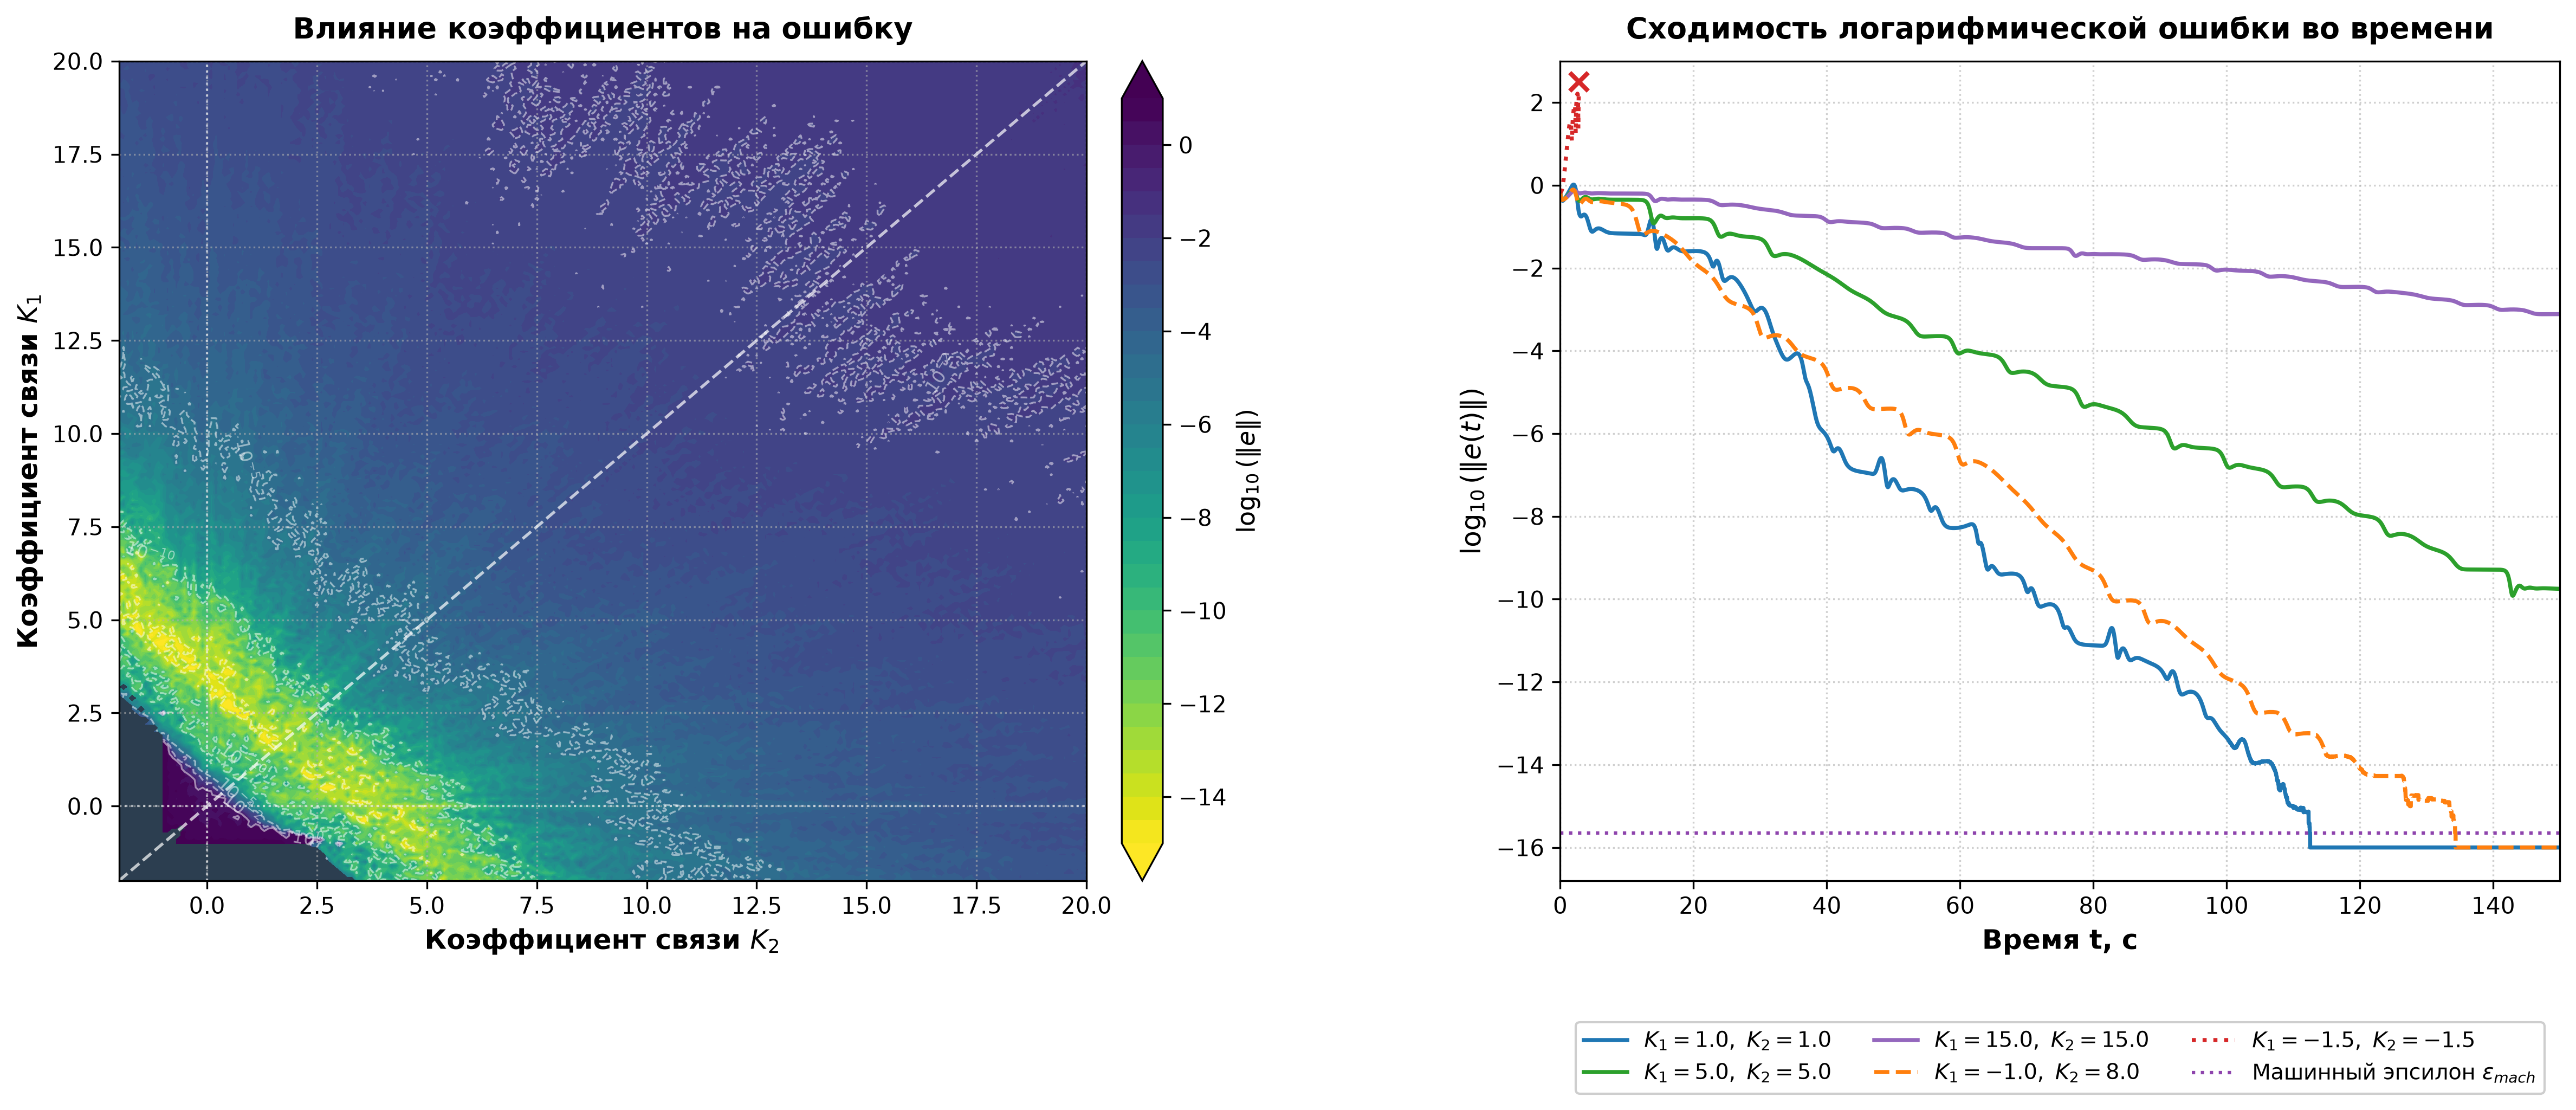 Влияние коэффициентов на ошибку
Коэффициент связи K₁
20.0
17.5
15.0
12.5
10.0
7.5
5.0
2.5
0.0
0.0 2.5 5.0 7.5 10.0 12.5 15.0 17.5 20.0
Коэффициент связи K₂
0
−2
−4
−6
−8
−10
−12
−14
log₁₀(‖e‖)
Сходимость логарифмической ошибки во времени
log₁₀(‖e(t)‖)
2
0
−2
−4
−6
−8
−10
−12
−14
−16
0 20 40 60 80 100 120 140
Время t, с
K₁ = 1.0, K₂ = 1.0
K₁ = 5.0, K₂ = 5.0
K₁ = 15.0, K₂ = 15.0
K₁ = −1.0, K₂ = 8.0
K₁ = −1.5, K₂ = −1.5
Машинный эпсилон ε_mach